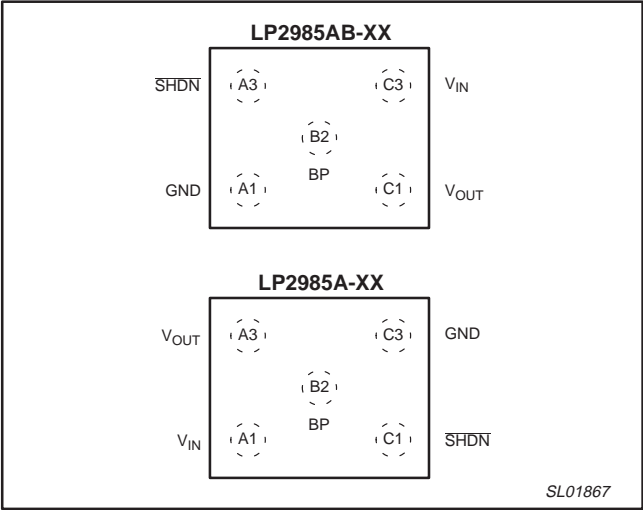 LP2985AB-XX
SHDN A3 C3 VIN
B2
BP
GND A1 C1 VOUT
LP2985A-XX
VOUT A3 C3 GND
B2
BP
VIN A1 C1 SHDN
SL01867